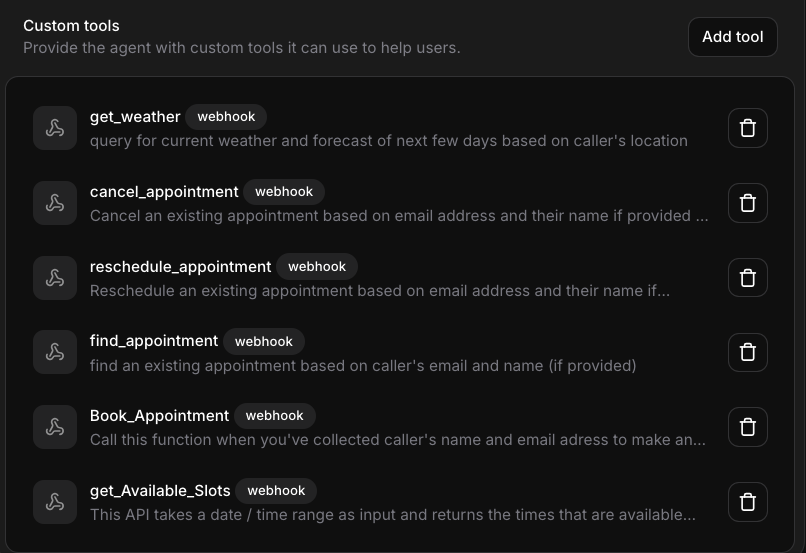 Custom tools
Provide the agent with custom tools it can use to help users.
Add tool
get_weather webhook
query for current weather and forecast of next few days based on caller's location
cancel_appointment webhook
Cancel an existing appointment based on email address and their name if provided ...
reschedule_appointment webhook
Reschedule an existing appointment based on email address and their name if...
find_appointment webhook
find an existing appointment based on caller's email and name (if provided)
Book_Appointment webhook
Call this function when you've collected caller's name and email adress to make an...
get_Available_Slots webhook
This API takes a date / time range as input and returns the times that are available...